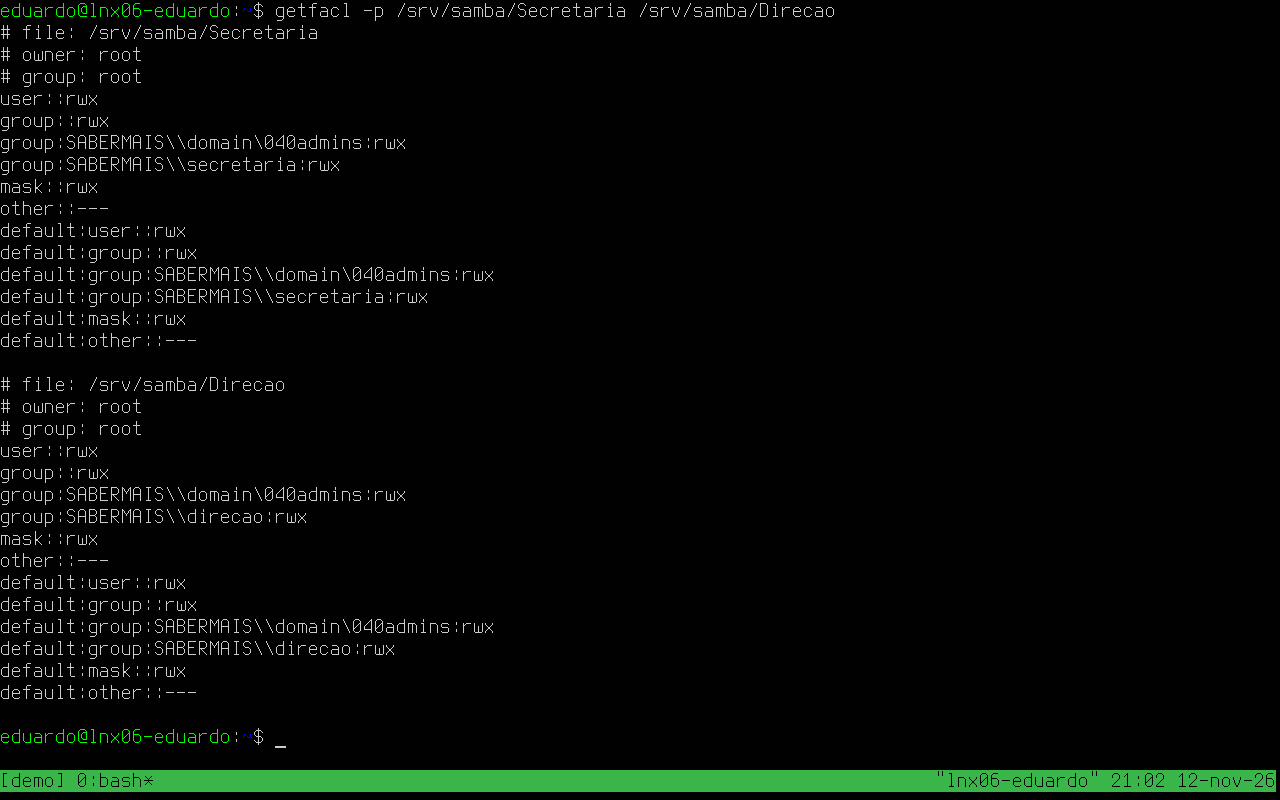 eduardo@lnx06-eduardo:~$ getfacl -p /srv/samba/Secretaria /srv/samba/Direcao
# file: /srv/samba/Secretaria
# owner: root
# group: root
user::rwx
group::rwx
group:SABERMAIS\\domain\040admins:rwx
group:SABERMAIS\\secretaria:rwx
mask::rwx
other::---
default:user::rwx
default:group::rwx
default:group:SABERMAIS\\domain\040admins:rwx
default:group:SABERMAIS\\secretaria:rwx
default:mask::rwx
default:other::---

# file: /srv/samba/Direcao
# owner: root
# group: root
user::rwx
group::rwx
group:SABERMAIS\\domain\040admins:rwx
group:SABERMAIS\\direcao:rwx
mask::rwx
other::---
default:user::rwx
default:group::rwx
default:group:SABERMAIS\\domain\040admins:rwx
default:group:SABERMAIS\\direcao:rwx
default:mask::rwx
default:other::---

eduardo@lnx06-eduardo:~$ _
[demo] 0:bash* "lnx06-eduardo" 21:02 12-nov-26